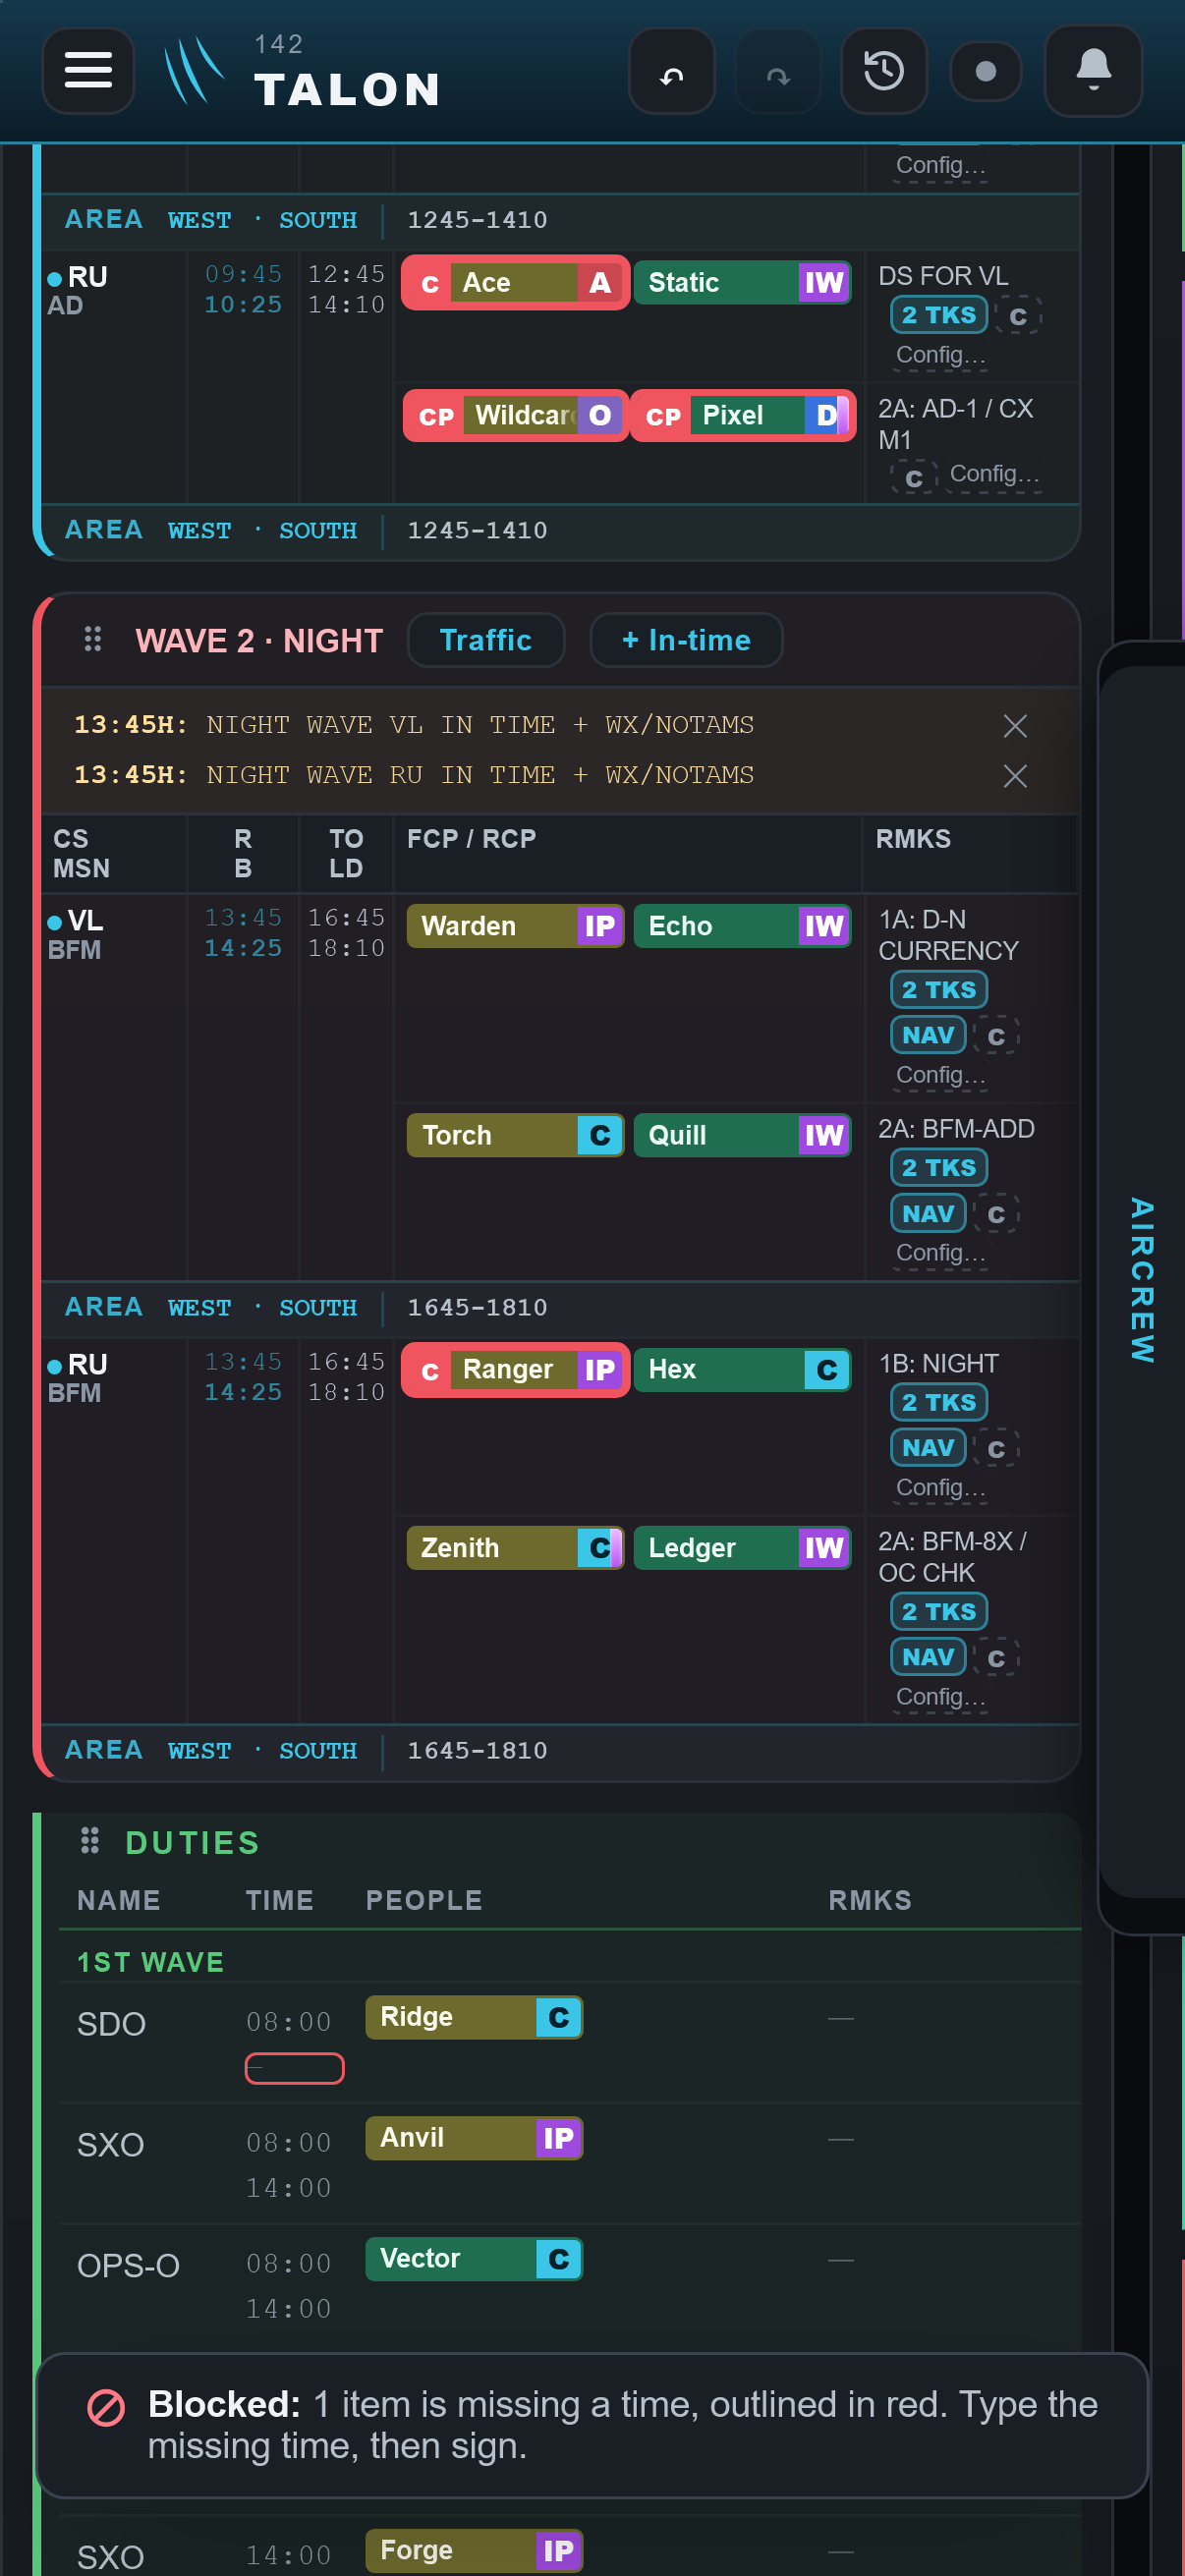 142
TALON
Config...
AREA WEST · SOUTH 1245-1410
RU 09:45 12:45 C Ace A Static IW DS FOR VL
AD 10:25 14:10 2 TKS C
Config...
CP Wildcar O CP Pixel D 2A: AD-1 / CX
M1
C Config...
AREA WEST · SOUTH 1245-1410
WAVE 2 · NIGHT Traffic + In-time
13:45H: NIGHT WAVE VL IN TIME + WX/NOTAMS
13:45H: NIGHT WAVE RU IN TIME + WX/NOTAMS
CS R TO FCP / RCP RMKS
MSN B LD
VL 13:45 16:45 Warden IP Echo IW 1A: D-N
BFM 14:25 18:10 CURRENCY
2 TKS
NAV C
Config...
Torch C Quill IW 2A: BFM-ADD
2 TKS
NAV C
Config...
AREA WEST · SOUTH 1645-1810
RU 13:45 16:45 C Ranger IP Hex C 1B: NIGHT
BFM 14:25 18:10 2 TKS
NAV C
Config...
Zenith C Ledger IW 2A: BFM-8X /
OC CHK
2 TKS
NAV C
Config...
AREA WEST · SOUTH 1645-1810
AIRCREW
DUTIES
NAME TIME PEOPLE RMKS
1ST WAVE
SDO 08:00 Ridge C —
—
SXO 08:00 Anvil IP —
14:00
OPS-O 08:00 Vector C —
14:00
Blocked: 1 item is missing a time, outlined in red. Type the
missing time, then sign.
SXO 14:00 Forge IP —